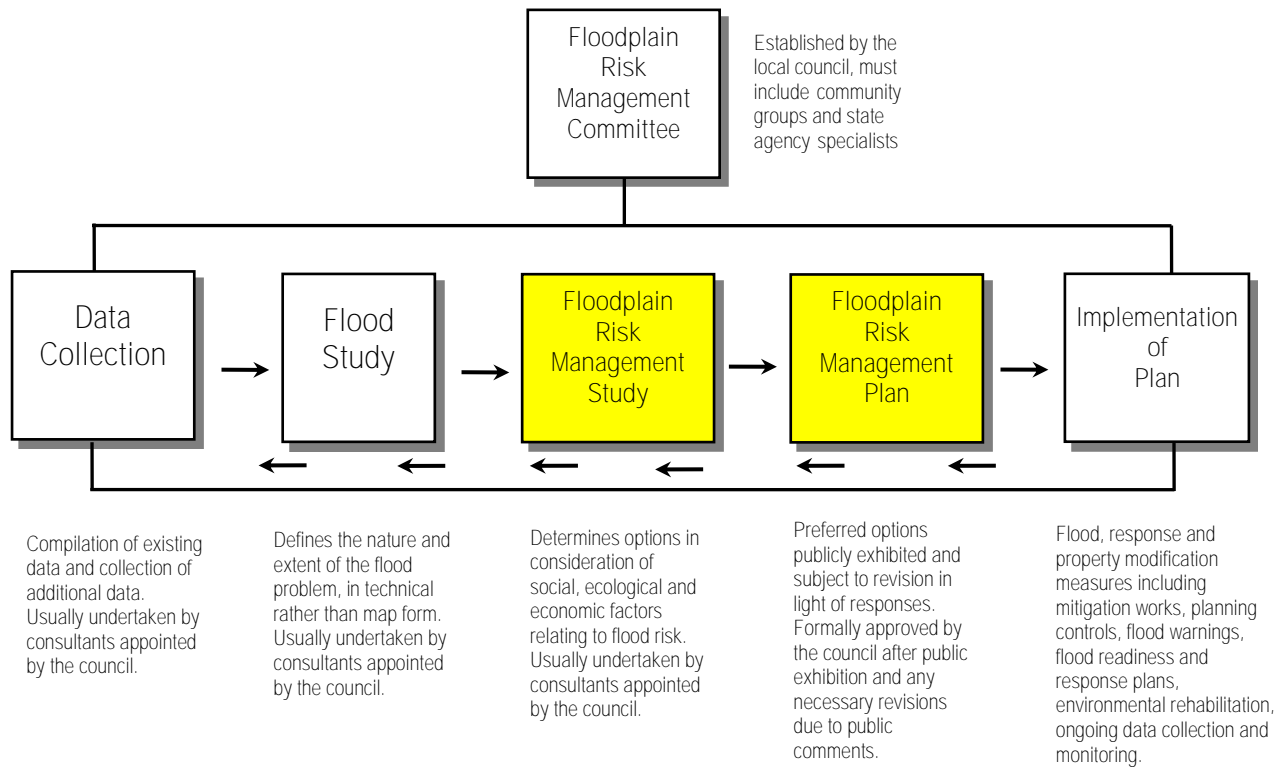 Floodplain
Risk
Management
Committee
Established by the
local council, must
include community
groups and state
agency specialists
Data
Collection
Flood
Study
Floodplain
Risk
Management
Study
Floodplain
Risk
Management
Plan
Implementation
of
Plan
Compilation of existing
data and collection of
additional data.
Usually undertaken by
consultants appointed
by the council.
Defines the nature and
extent of the flood
problem, in technical
rather than map form.
Usually undertaken by
consultants appointed
by the council.
Determines options in
consideration of
social, ecological and
economic factors
relating to flood risk.
Usually undertaken by
consultants appointed
by the council.
Preferred options
publicly exhibited and
subject to revision in
light of responses.
Formally approved by
the council after public
exhibition and any
necessary revisions
due to public
comments.
Flood, response and
property modification
measures including
mitigation works, planning
controls, flood warnings,
flood readiness and
response plans,
environmental rehabilitation,
ongoing data collection and
monitoring.